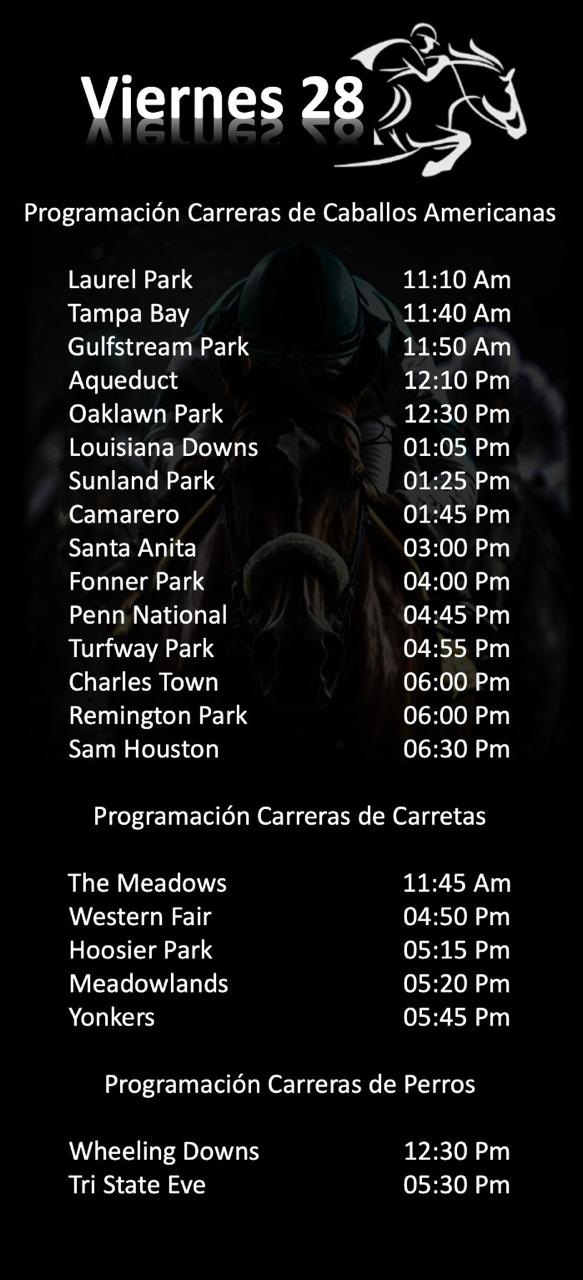 Viernes 28
Programación Carreras de Caballos Americanas
Laurel Park 11:10 Am
Tampa Bay 11:40 Am
Gulfstream Park 11:50 Am
Aqueduct 12:10 Pm
Oaklawn Park 12:30 Pm
Louisiana Downs 01:05 Pm
Sunland Park 01:25 Pm
Camarero 01:45 Pm
Santa Anita 03:00 Pm
Fonner Park 04:00 Pm
Penn National 04:45 Pm
Turfway Park 04:55 Pm
Charles Town 06:00 Pm
Remington Park 06:00 Pm
Sam Houston 06:30 Pm
Programación Carreras de Carretas
The Meadows 11:45 Am
Western Fair 04:50 Pm
Hoosier Park 05:15 Pm
Meadowlands 05:20 Pm
Yonkers 05:45 Pm
Programación Carreras de Perros
Wheeling Downs 12:30 Pm
Tri State Eve 05:30 Pm